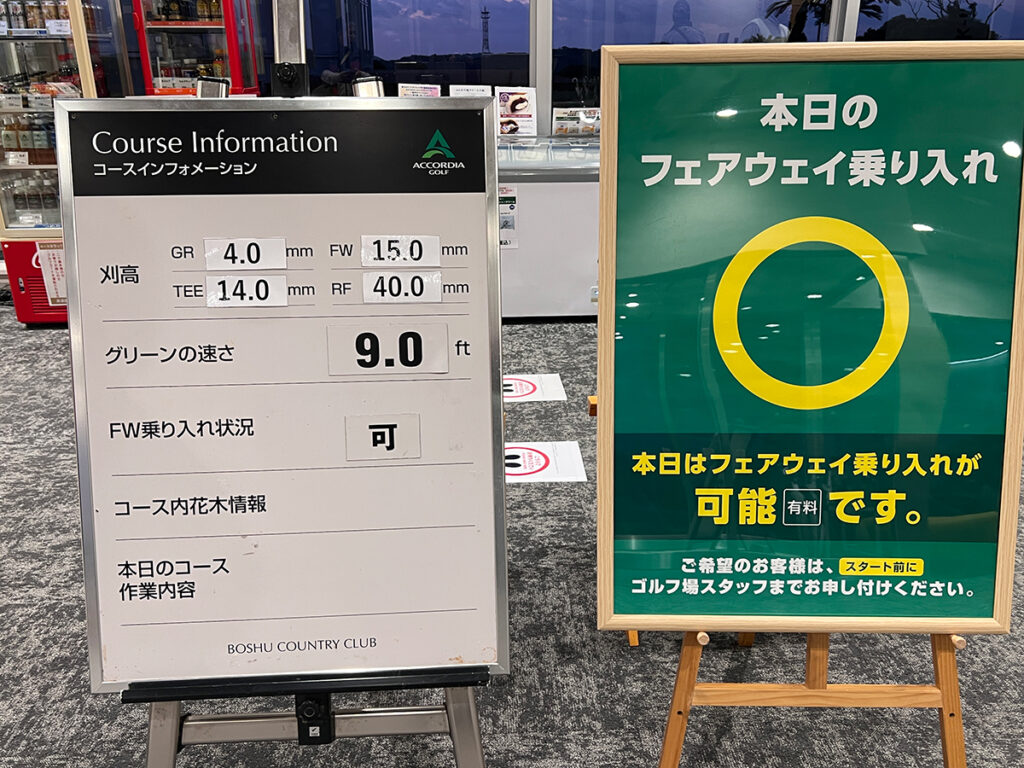 Course Information
コースインフォメーション
ACCORDIA
GOLF
刈高
GR 4.0 mm FW 15.0 mm
TEE 14.0 mm RF 40.0 mm
グリーンの速さ 9.0 ft
FW乗り入れ状況 可
コース内花木情報
本日のコース
作業内容
BOSHU COUNTRY CLUB
本日の
フェアウェイ乗り入れ
本日はフェアウェイ乗り入れが
可能 有料 です。
ご希望のお客様は、 スタート前に
ゴルフ場スタッフまでお申し付けください。